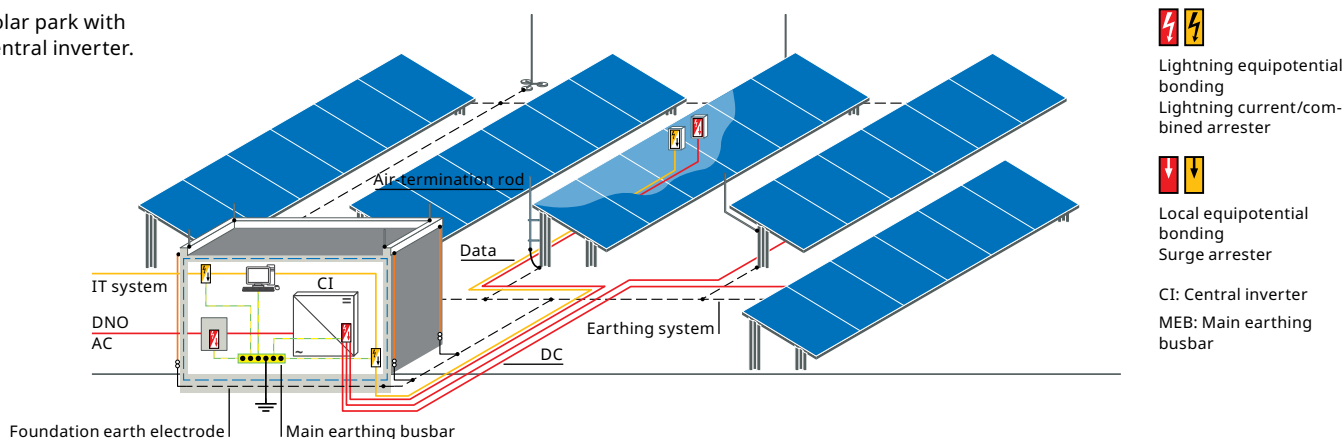 olar park with
entral inverter.
Air-termination rod
Data
IT system
CI
=
DNO
AC
~
Earthing system
DC
Foundation earth electrode
Main earthing busbar
Lightning equipotential
bonding
Lightning current/com-
bined arrester
Local equipotential
bonding
Surge arrester
CI: Central inverter
MEB: Main earthing
busbar